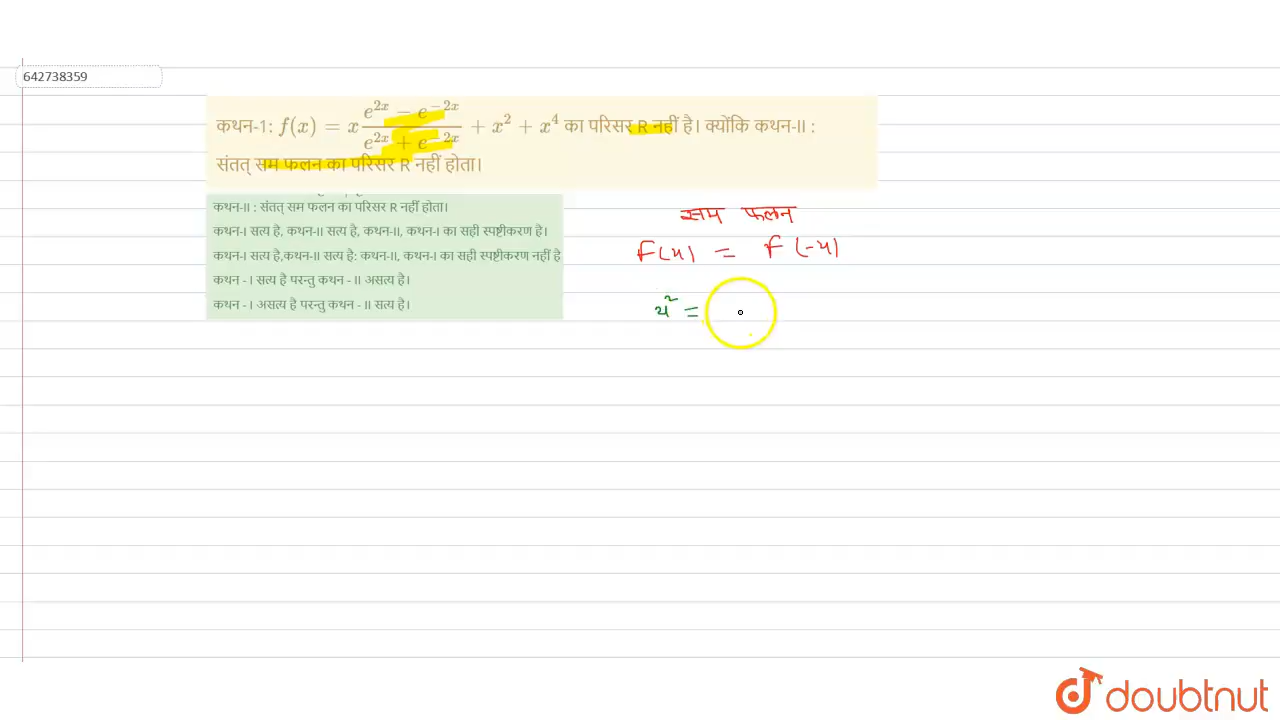 642738359
कथन-1: f(x) = x \frac{e^{2x} - e^{-2x}}{e^{2x} + e^{-2x}} + x^2 + x^4 का परिसर R नहीं है। क्योंकि कथन-II :
संतत् सम फलन का परिसर R नहीं होता।
कथन-II : संतत् सम फलन का परिसर R नहीं होता।
कथन-I सत्य है, कथन-II सत्य है, कथन-II, कथन-I का सही स्पष्टीकरण है।
कथन-I सत्य है,कथन-II सत्य है: कथन-II, कथन-I का सही स्पष्टीकरण नहीं है
कथन - I सत्य है परन्तु कथन - II असत्य है।
कथन - I असत्य है परन्तु कथन - II सत्य है।
सम फलन
f(x) = f(-x)
x² =
doubtnut